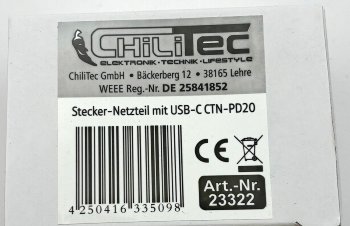 CHILITEC
ELEKTRONIK • TECHNIK • LIFESTYLE
ChiliTec GmbH • Bäckerberg 12 • 38165 Lehre
WEEE Reg.-Nr. DE 25841852
Stecker-Netzteil mit USB-C CTN-PD20
CE
Art.-Nr.
23322
4 250416 335098